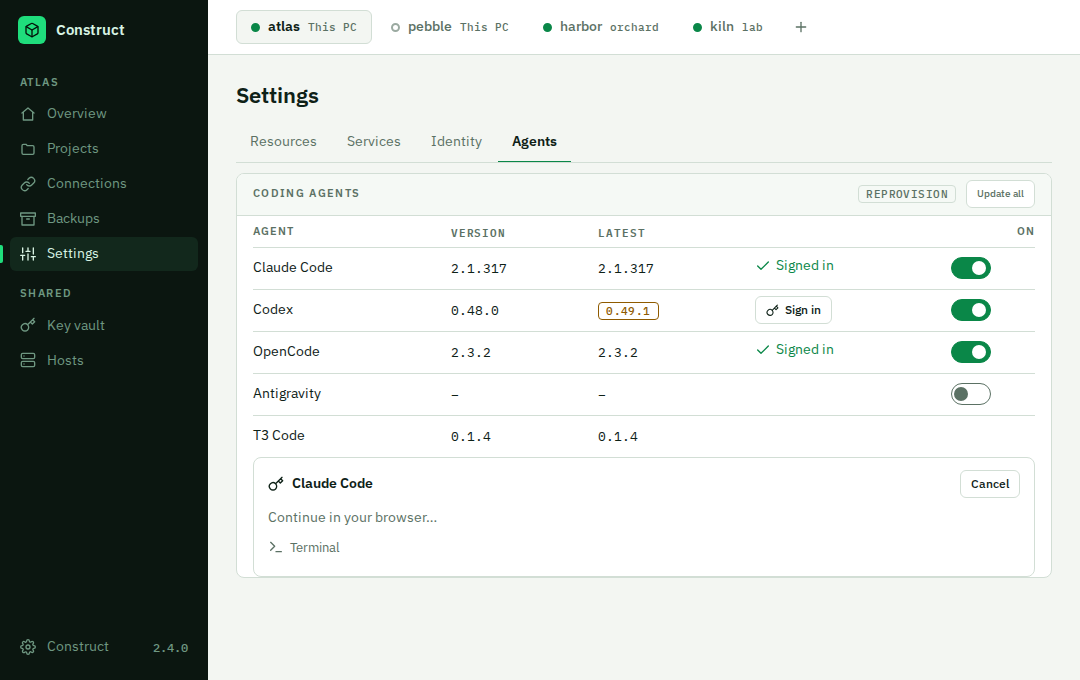 Construct
atlas This PC
pebble This PC
harbor orchard
kiln lab
ATLAS
Overview
Projects
Connections
Backups
Settings
SHARED
Key vault
Hosts
Construct 2.4.0
Settings
Resources Services Identity Agents
CODING AGENTS REPROVISION Update all
AGENT VERSION LATEST ON
Claude Code 2.1.317 2.1.317 Signed in
Codex 0.48.0 0.49.1 Sign in
OpenCode 2.3.2 2.3.2 Signed in
Antigravity – –
T3 Code 0.1.4 0.1.4
Claude Code Cancel
Continue in your browser…
Terminal